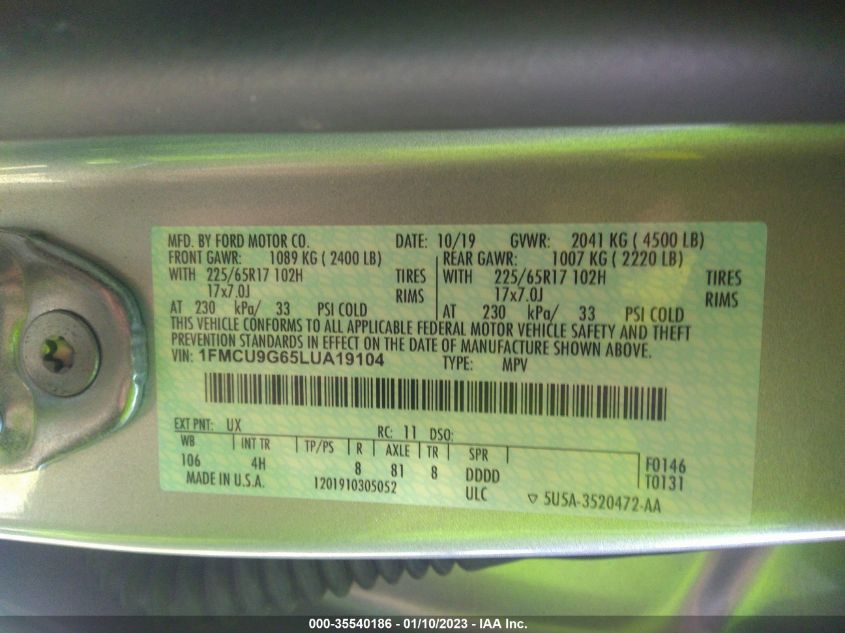 MFD. BY FORD MOTOR CO. DATE: 10/19 GVWR: 2041 KG ( 4500 LB)
FRONT GAWR: 1089 KG ( 2400 LB) REAR GAWR: 1007 KG ( 2220 LB)
WITH 225/65R17 102H TIRES WITH 225/65R17 102H TIRES
17x7.0J RIMS 17x7.0J RIMS
AT 230 kPa/ 33 PSI COLD AT 230 kPa/ 33 PSI COLD
THIS VEHICLE CONFORMS TO ALL APPLICABLE FEDERAL MOTOR VEHICLE SAFETY AND THEFT
PREVENTION STANDARDS IN EFFECT ON THE DATE OF MANUFACTURE SHOWN ABOVE.
VIN: 1FMCU9G65LUA19104 TYPE: MPV
EXT PNT: UX RC: 11 DSO:
WB INT TR TP/PS R AXLE TR SPR
106 4H 8 81 8 DDDD F0146
MADE IN U.S.A. 1201910305052 ULC T0131
▽ 5U5A-3520472-AA
000-35540186 - 01/10/2023 - IAA Inc.